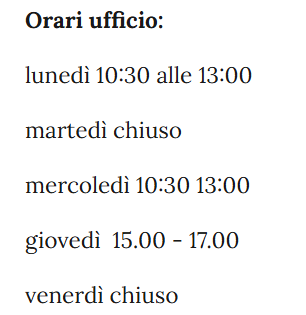 Orari ufficio:
lunedì 10:30 alle 13:00
martedì chiuso
mercoledì 10:30 13:00
giovedì  15.00 - 17.00
venerdì chiuso